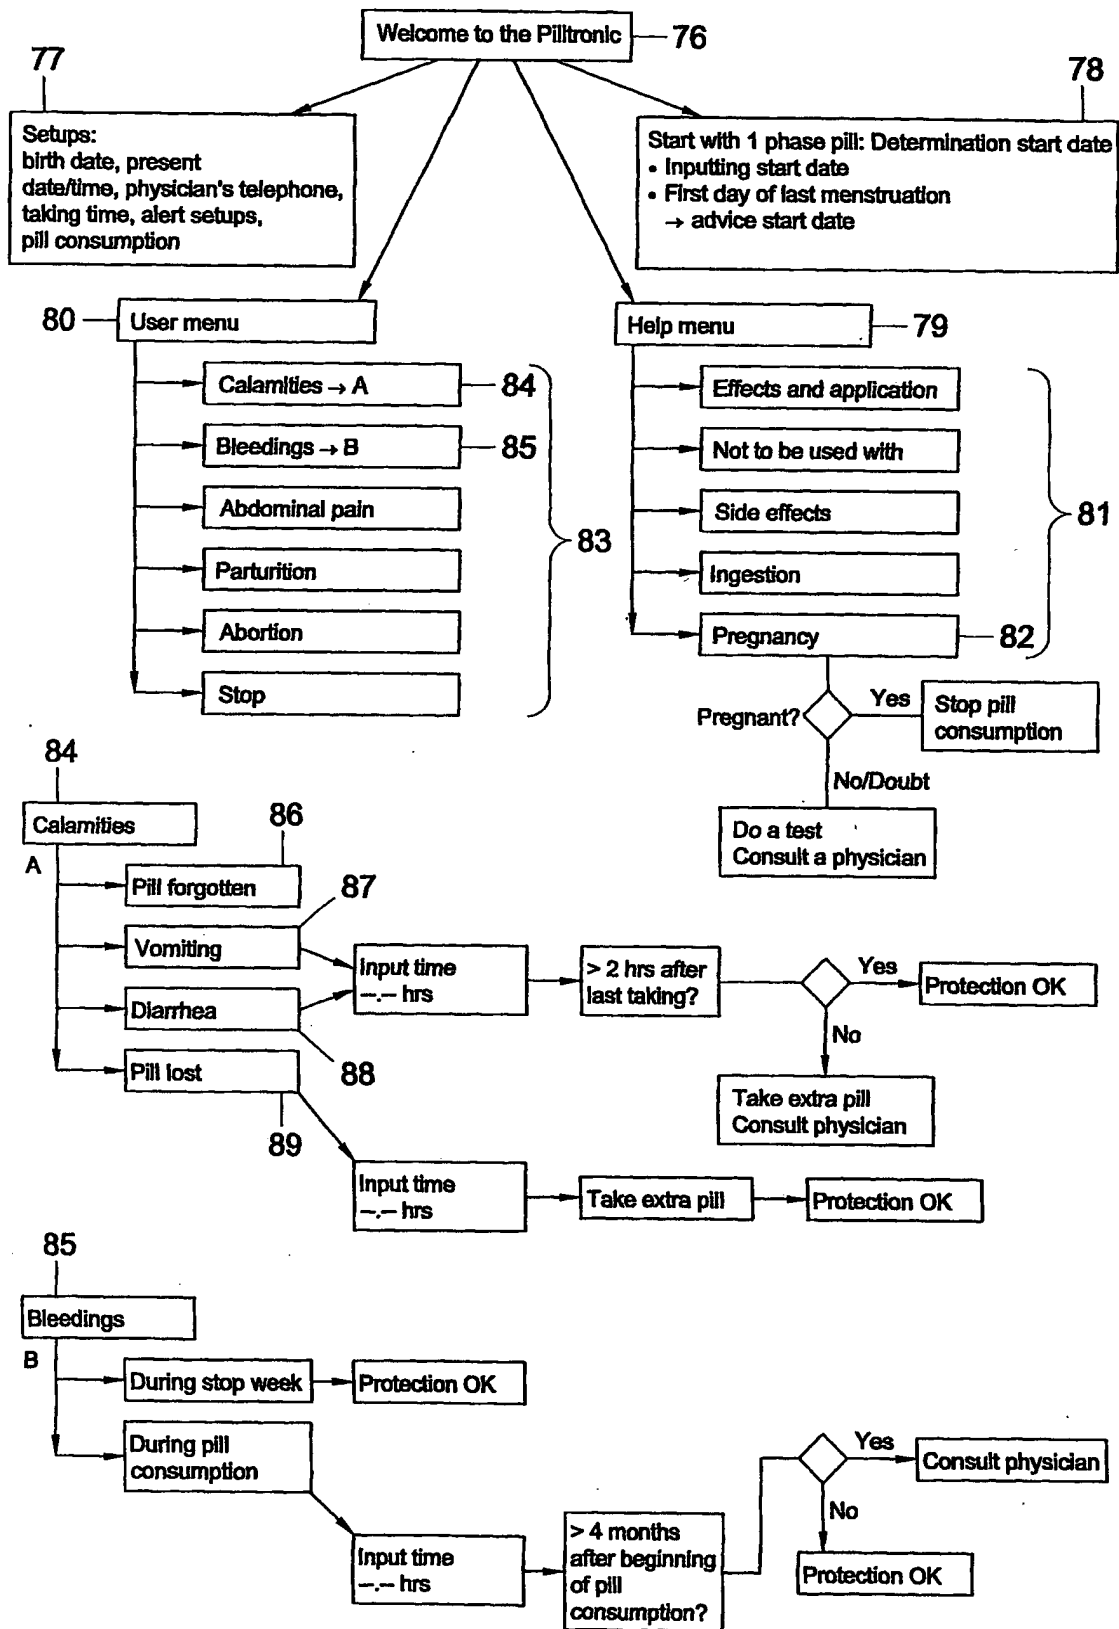 Welcome to the Pilltronic
76
77
78
Setups:
birth date, present
date/time, physician's telephone,
taking time, alert setups,
pill consumption
Start with 1 phase pill: Determination start date
• Inputting start date
• First day of last menstruation
→ advice start date
80
User menu
Help menu
79
Calamities → A
84
Bleedings → B
85
Abdominal pain
Parturition
Abortion
Stop
83
Effects and application
Not to be used with
Side effects
Ingestion
Pregnancy
82
81
Pregnant?
Yes
Stop pill
consumption
No/Doubt
Do a test
Consult a physician
84
Calamities
A
86
Pill forgotten
87
Vomiting
Diarrhea
88
Pill lost
89
Input time
–.– hrs
> 2 hrs after
last taking?
Yes
Protection OK
No
Take extra pill
Consult physician
Input time
–.– hrs
Take extra pill
Protection OK
85
Bleedings
B
During stop week
Protection OK
During pill
consumption
Input time
–.– hrs
> 4 months
after beginning
of pill
consumption?
Yes
Consult physician
No
Protection OK